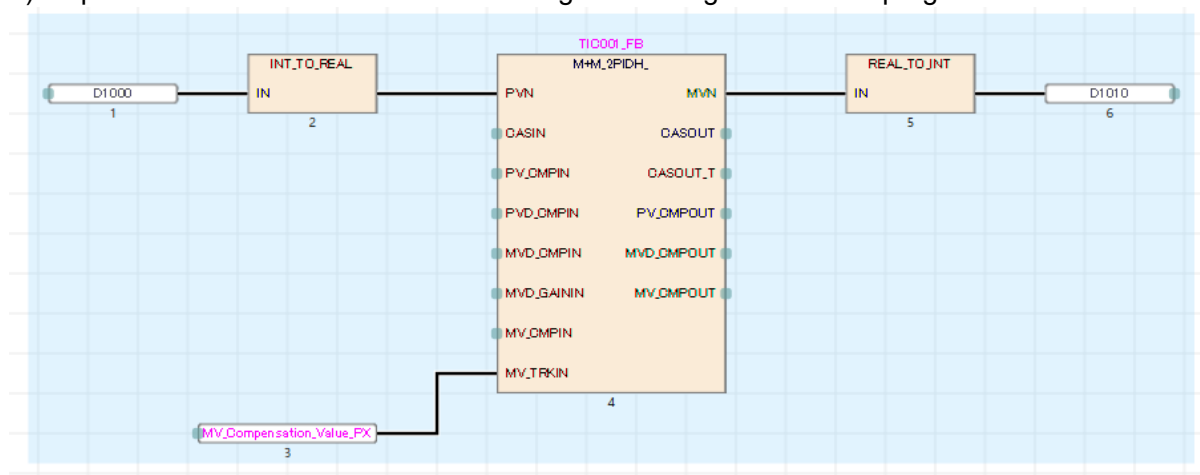 TIC001_FB
INT_TO_REAL
M+M_2PIDH_
REAL_TO_INT
D1000
IN
PVN
MVN
IN
D1010
1
2
5
6
CASIN
CASOUT
PV_CMPIN
CASOUT_T
PVD_CMPIN
PV_CMPOUT
MVD_CMPIN
MVD_CMPOUT
MVD_GAININ
MV_CMPOUT
MV_CMPIN
MV_TRKIN
4
MV_Compensation_Value_PX
3